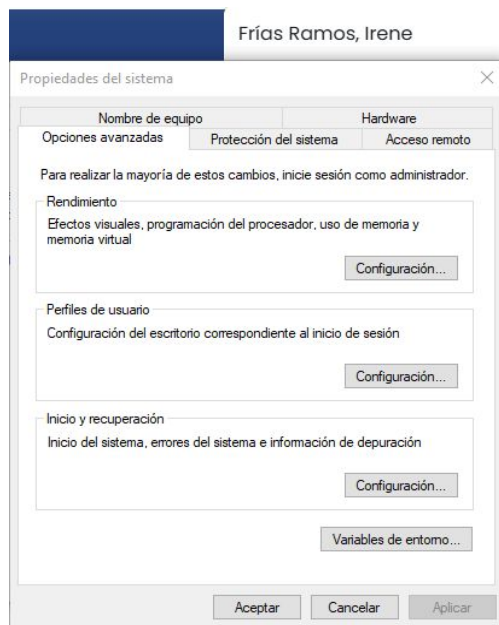 Frías Ramos, Irene
Propiedades del sistema
Nombre de equipo
Hardware
Opciones avanzadas
Protección del sistema
Acceso remoto
Para realizar la mayoría de estos cambios, inicie sesión como administrador.
Rendimiento
Efectos visuales, programación del procesador, uso de memoria y
memoria virtual
Configuración...
Perfiles de usuario
Configuración del escritorio correspondiente al inicio de sesión
Configuración...
Inicio y recuperación
Inicio del sistema, errores del sistema e información de depuración
Configuración...
Variables de entorno...
Aceptar
Cancelar
Aplicar